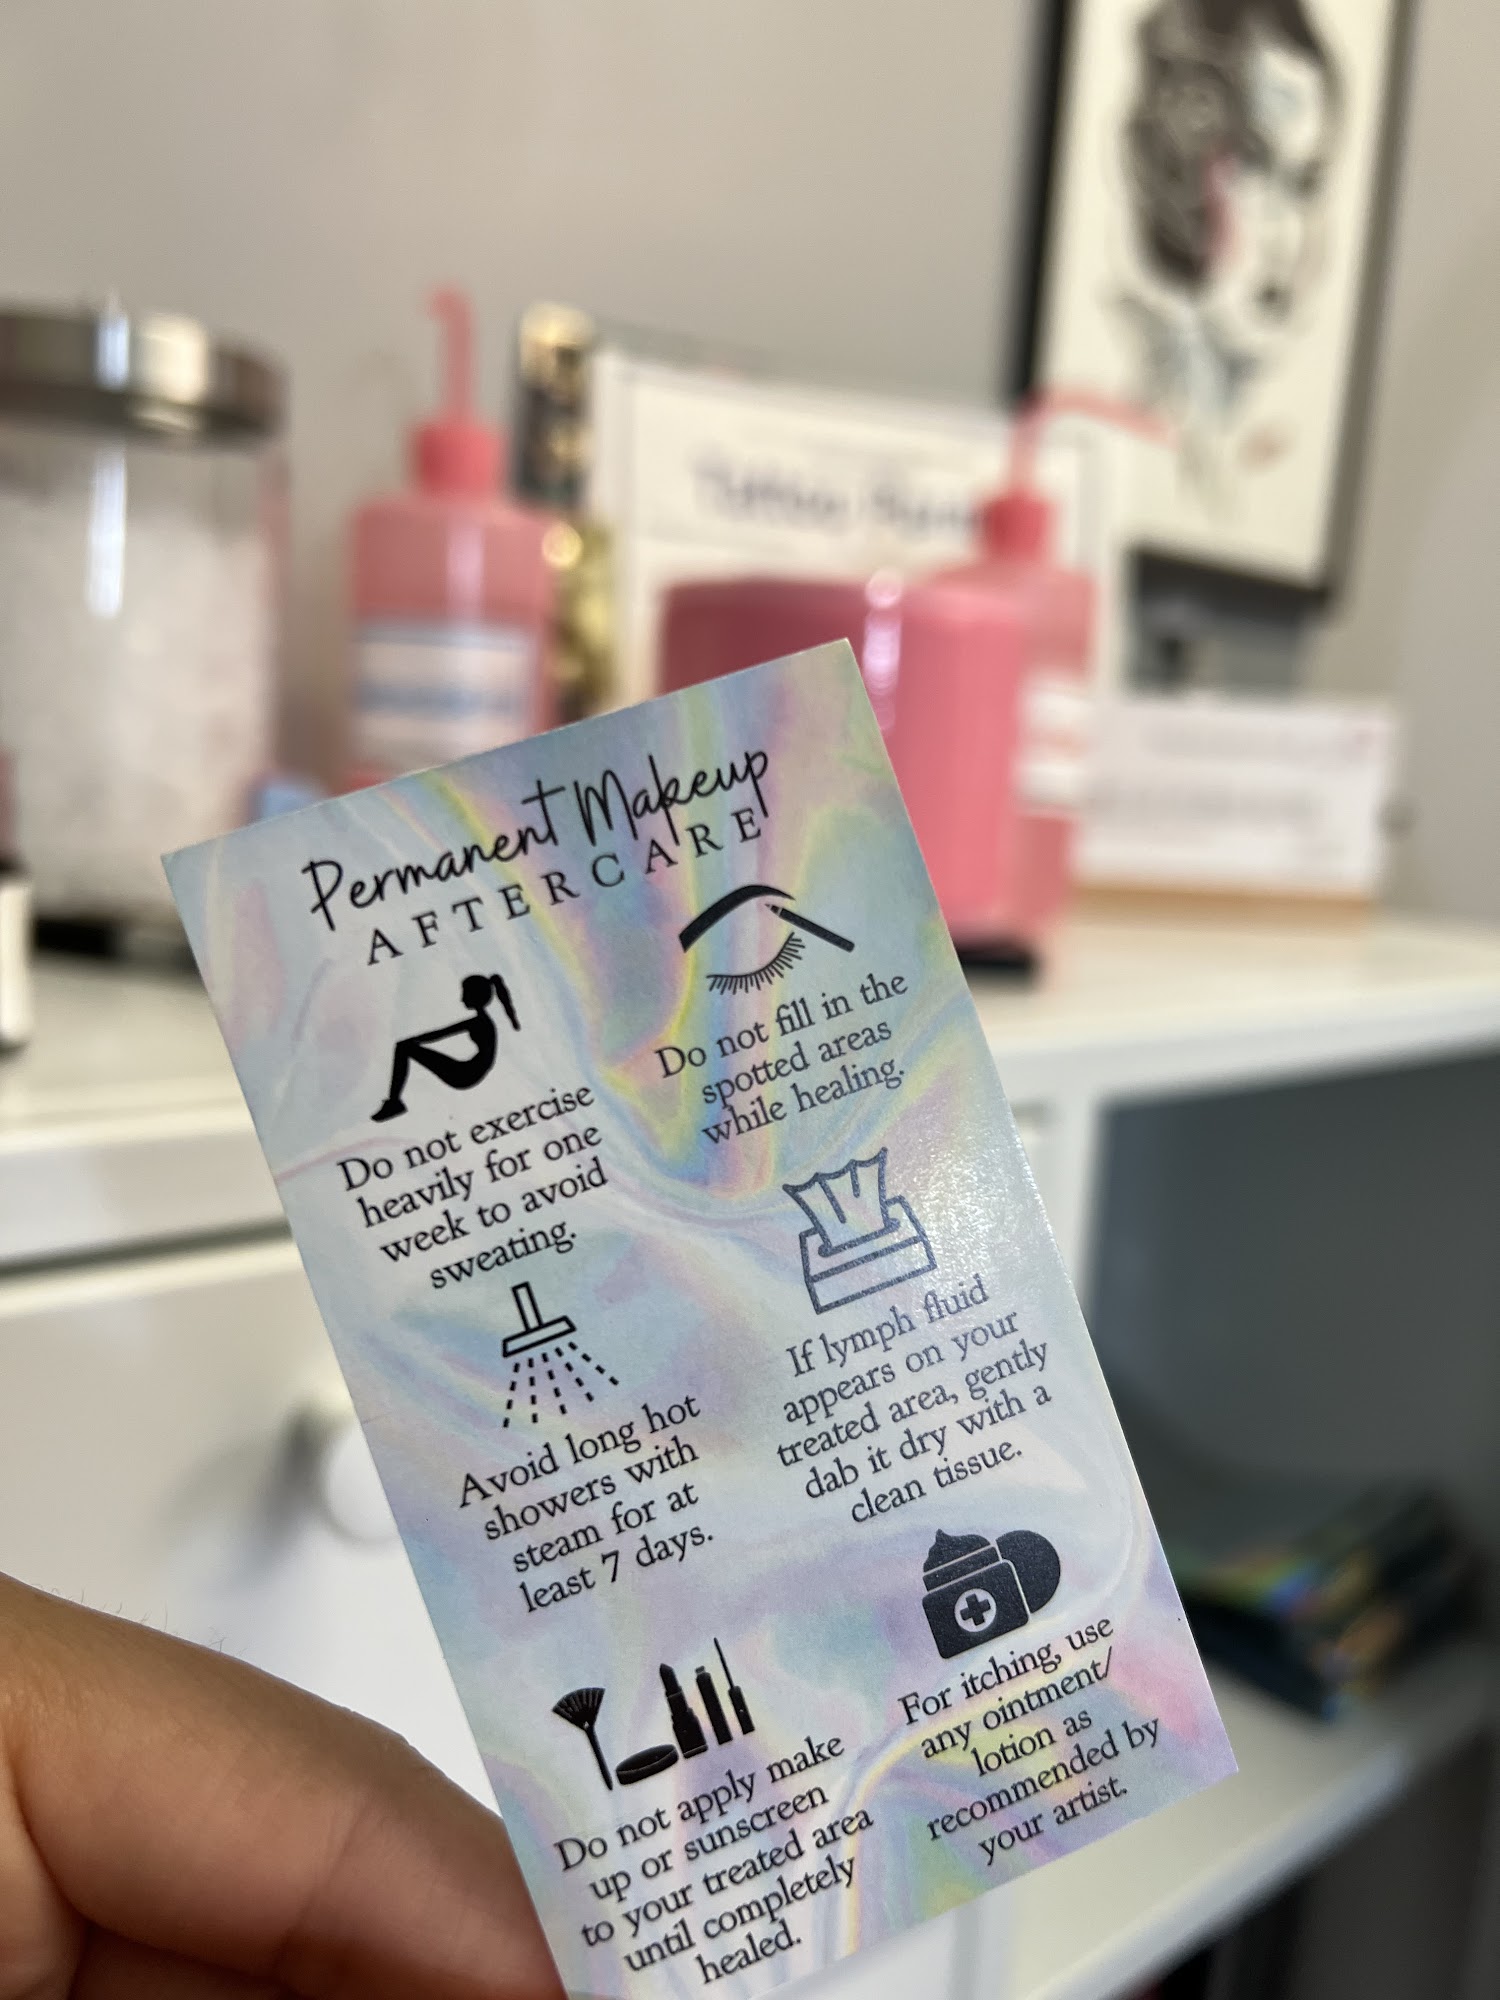 Permanent Makeup
AFTERCARE
Do not exercise
heavily for one
week to avoid
sweating.
Avoid long hot
showers with
steam for at
least 7 days.
Do not apply make
up or sunscreen
to your treated area
until completely
healed.
Do not fill in the
spotted areas
while healing.
If lymph fluid
appears on your
treated area, gently
dab it dry with a
clean tissue.
For itching, use
any ointment/
lotion as
recommended by
your artist.